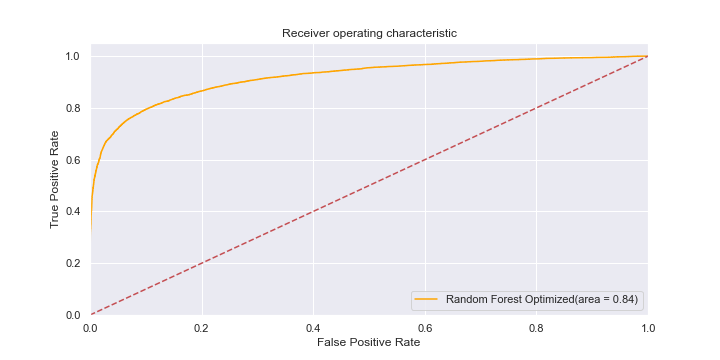 Receiver operating characteristic
1.0
0.8
0.6
0.4
0.2
0.0
True Positive Rate
Random Forest Optimized(area = 0.84)
0.0 0.2 0.4 0.6 0.8 1.0
False Positive Rate